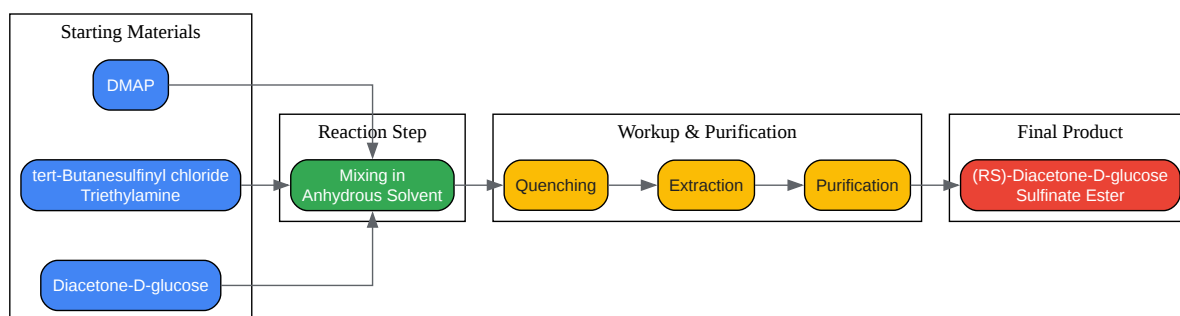 Starting Materials
DMAP
tert-Butanesulfinyl chloride
Triethylamine
Diacetone-D-glucose
Reaction Step
Mixing in
Anhydrous Solvent
Workup & Purification
Quenching
Extraction
Purification
Final Product
(RS)-Diacetone-D-glucose
Sulfinate Ester